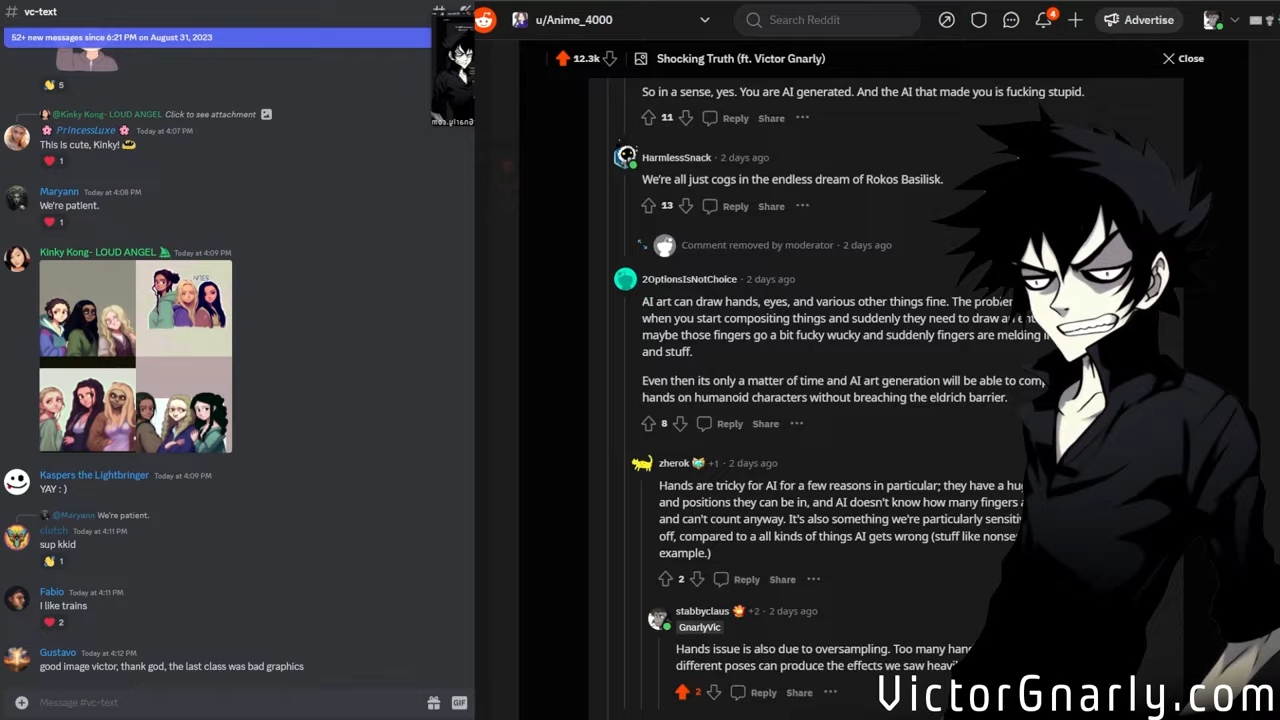 vc-text
52+ new messages since 6:21 PM on August 31, 2023
5
@Kinky Kong- LOUD ANGEL Click to see attachment
PrIncessLuxe Today at 4:07 PM
This is cute, Kinky!
1
Maryann Today at 4:08 PM
We're patient.
1
Kinky Kong- LOUD ANGEL Today at 4:09 PM
Kaspers the Lightbringer Today at 4:09 PM
YAY : )
@Maryann We're patient.
clutch Today at 4:11 PM
sup kkid
1
Fabio Today at 4:11 PM
I like trains
2
Gustavo Today at 4:12 PM
good image victor, thank god, the last class was bad graphics
Message #vc-text
GIF
u/Anime_4000
Search Reddit
4
Advertise
12.3k
Shocking Truth (ft. Victor Gnarly)
Close
So in a sense, yes. You are AI generated. And the AI that made you is fucking stupid.
11 Reply Share
HarmlessSnack · 2 days ago
We're all just cogs in the endless dream of Rokos Basilisk.
13 Reply Share
Comment removed by moderator · 2 days ago
2OptionsIsNotChoice · 2 days ago
AI art can draw hands, eyes, and various other things fine. The
when you start compositing things and suddenly they need to draw
maybe those fingers go a bit fucky wucky and suddenly fingers are melding
and stuff.
Even then its only a matter of time and AI art generation will be able to
hands on humanoid characters without breaching the eldrich barrier.
8 Reply Share
zherok +1 · 2 days ago
Hands are tricky for AI for a few reasons in particular; they have a
and positions they can be in, and AI doesn't know how many fingers
and can't count anyway. It's also something we're particularly
off, compared to a all kinds of things AI gets wrong (stuff like
example.)
2 Reply Share
stabbyclaus +2 · 2 days ago
GnarlyVic
Hands issue is also due to oversampling. Too many
different poses can produce the effects we saw
2 Reply Share
VictorGnarly.com